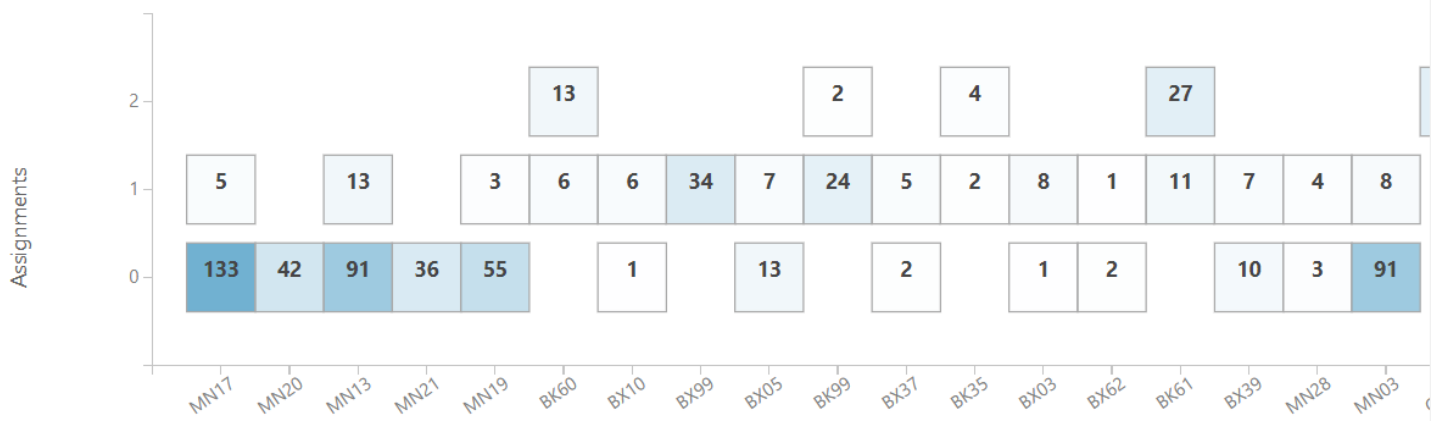 2
13
2
4
27
Assignments
1
5
13
3
6
6
34
7
24
5
2
8
1
11
7
4
8
0
133
42
91
36
55
1
13
2
1
2
10
3
91
MN17
MN20
MN13
MN21
MN19
BK60
BX10
BX99
BX05
BK99
BX37
BK35
BX03
BX62
BK61
BX39
MN28
MN03